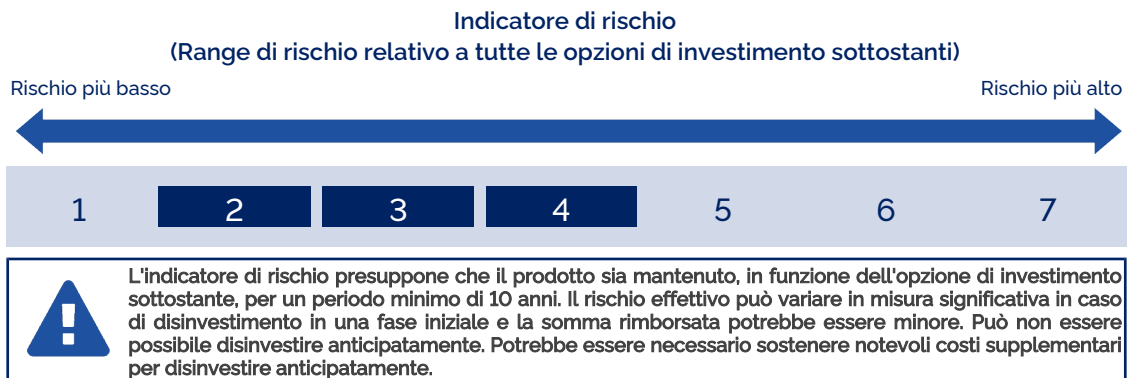 Indicatore di rischio
(Range di rischio relativo a tutte le opzioni di investimento sottostanti)
Rischio più basso Rischio più alto
1 2 3 4 5 6 7
L'indicatore di rischio presuppone che il prodotto sia mantenuto, in funzione dell'opzione di investimento
sottostante, per un periodo minimo di 10 anni. Il rischio effettivo può variare in misura significativa in caso
di disinvestimento in una fase iniziale e la somma rimborsata potrebbe essere minore. Può non essere
possibile disinvestire anticipatamente. Potrebbe essere necessario sostenere notevoli costi supplementari
per disinvestire anticipatamente.